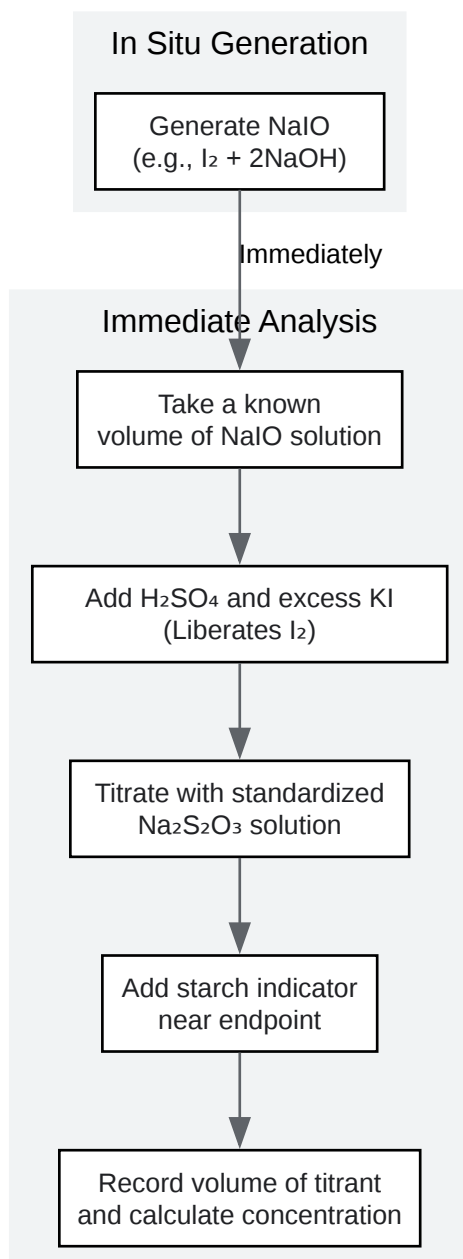 In Situ Generation
Generate NaIO
(e.g., I₂ + 2NaOH)
Immediately
Immediate Analysis
Take a known
volume of NaIO solution
Add H₂SO₄ and excess KI
(Liberates I₂)
Titrate with standardized
Na₂S₂O₃ solution
Add starch indicator
near endpoint
Record volume of titrant
and calculate concentration